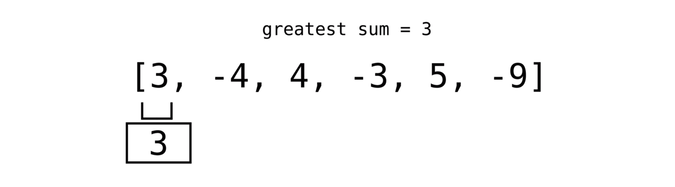 greatest sum = 3
[3, -4, 4, -3, 5, -9]
3